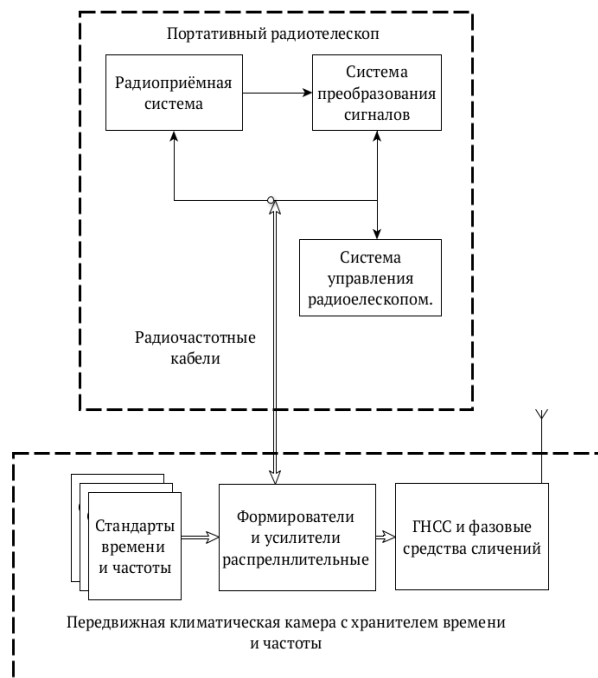 Портативный радиотелескоп
Радиоприёмная
система
Система
преобразования
сигналов
Система
управления
радиоелескопом.
Радиочастотные
кабели
Стандарты
времени
и частоты
Формирователи
и усилители
распрелнлительные
ГНСС и фазовые
средства сличений
Передвижная климатическая камера с хранителем времени
и частоты